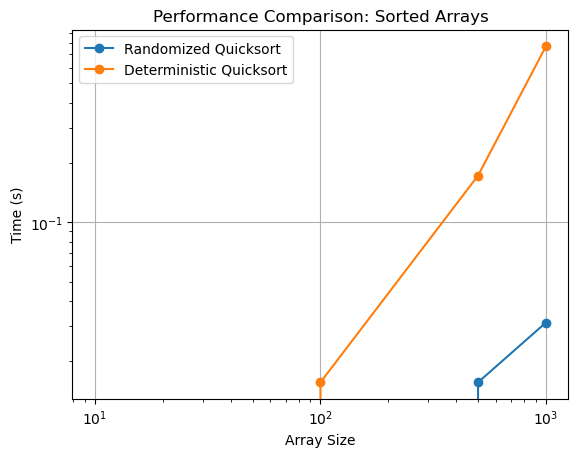 Performance Comparison: Sorted Arrays
Randomized Quicksort
Deterministic Quicksort
Time (s)
10⁻¹
10¹ 10² 10³
Array Size